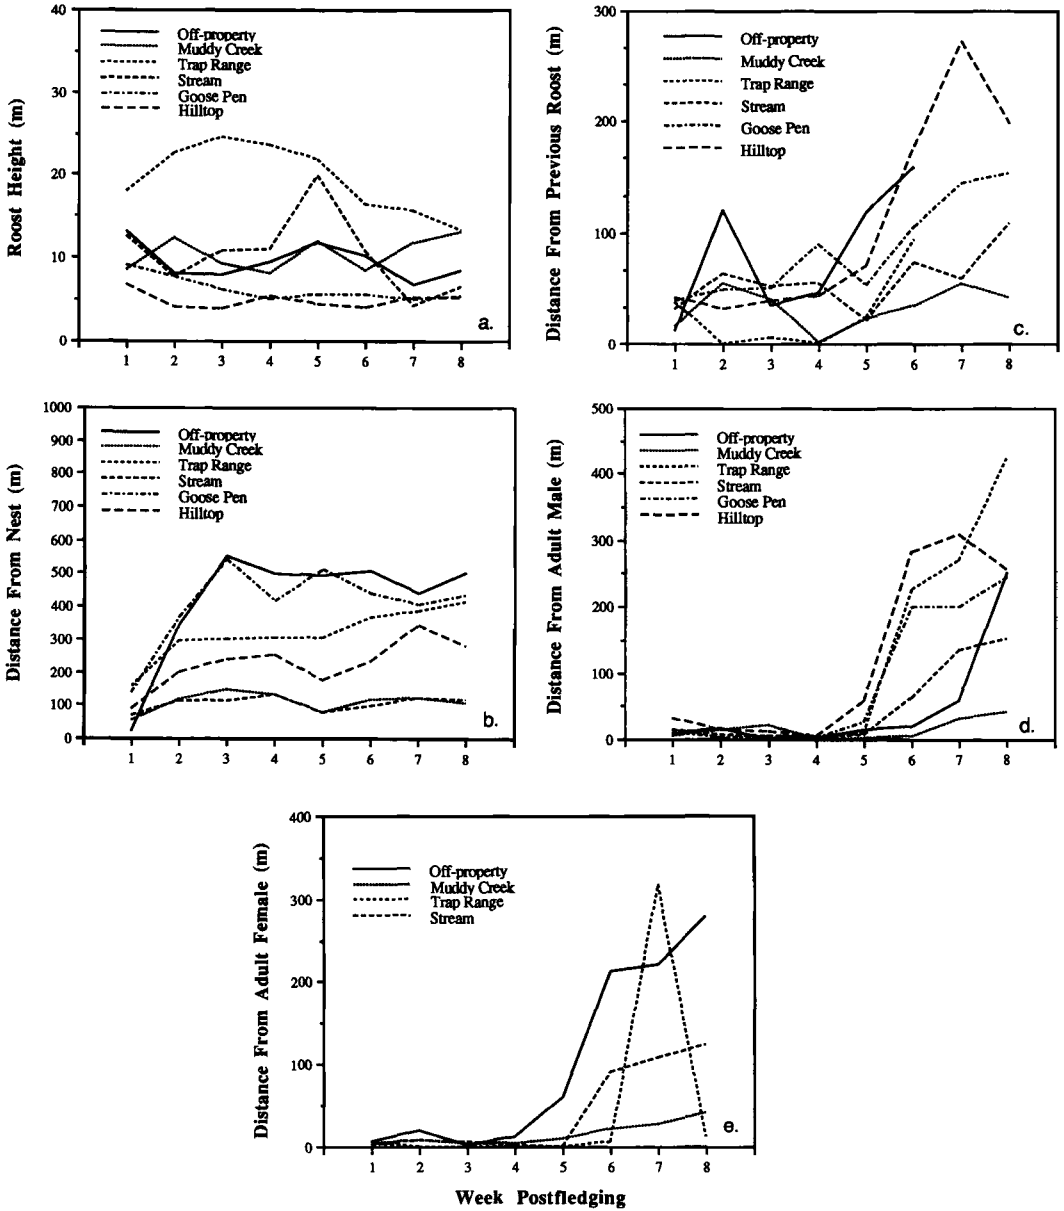 Roost Height (m)
40
30
20
10
0
Off-property
Muddy Creek
Trap Range
Stream
Goose Pen
Hilltop
a.
1 2 3 4 5 6 7 8
Distance From Previous Roost (m)
300
200
100
0
Off-property
Muddy Creek
Trap Range
Stream
Goose Pen
Hilltop
c.
1 2 3 4 5 6 7 8
Distance From Nest (m)
1000
900
800
700
600
500
400
300
200
100
0
Off-property
Muddy Creek
Trap Range
Stream
Goose Pen
Hilltop
b.
1 2 3 4 5 6 7 8
Distance From Adult Male (m)
500
400
300
200
100
0
Off-property
Muddy Creek
Trap Range
Stream
Goose Pen
Hilltop
d.
1 2 3 4 5 6 7 8
Distance From Adult Female (m)
400
300
200
100
0
Off-property
Muddy Creek
Trap Range
Stream
e.
1 2 3 4 5 6 7 8
Week Postfledging